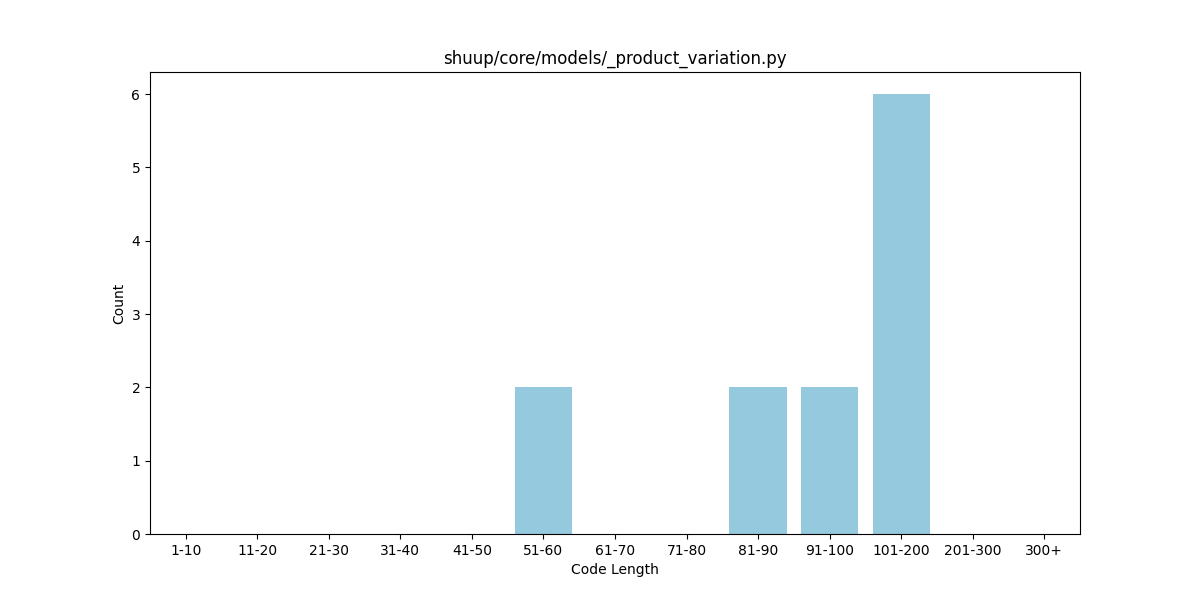 shuup/core/models/_product_variation.py
6
5
4
3
2
1
0
Count
1-10 11-20 21-30 31-40 41-50 51-60 61-70 71-80 81-90 91-100 101-200 201-300 300+
Code Length